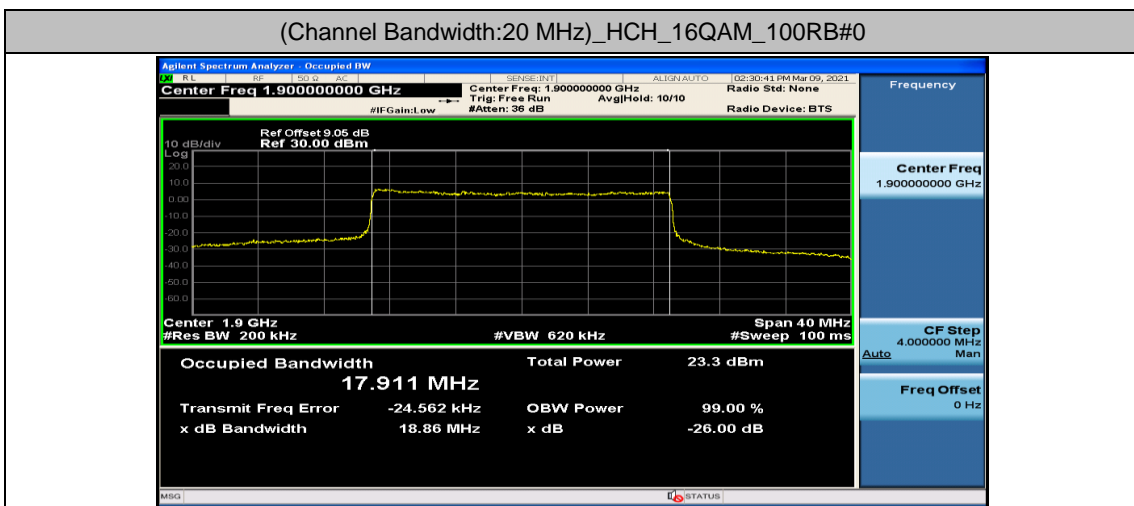 (Channel Bandwidth:20 MHz)_HCH_16QAM_100RB#0
Agilent Spectrum Analyzer - Occupied BW
LXI RL RF 50 Ω AC SENSE:INT ALIGN AUTO 02:30:41 PM Mar 09, 2021
Center Freq 1.900000000 GHz
Center Freq: 1.900000000 GHz
Radio Std: None
Trig: Free Run Avg|Hold: 10/10
#IFGain:Low #Atten: 36 dB Radio Device: BTS
Ref Offset 9.05 dB
10 dB/div Ref 30.00 dBm
Log
20.0
10.0
0.00
-10.0
-20.0
-30.0
-40.0
-50.0
-60.0
Center 1.9 GHz Span 40 MHz
#Res BW 200 kHz #VBW 620 kHz #Sweep 100 ms
Occupied Bandwidth Total Power 23.3 dBm
17.911 MHz
Transmit Freq Error -24.562 kHz OBW Power 99.00 %
x dB Bandwidth 18.86 MHz x dB -26.00 dB
MSG STATUS
Frequency
Center Freq
1.900000000 GHz
CF Step
4.000000 MHz
Auto Man
Freq Offset
0 Hz